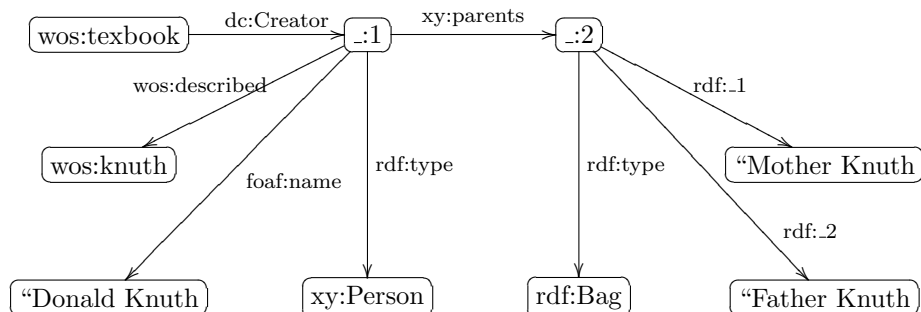 dc:Creator xy:parents
wos:texbook _:1 _:2
wos:described rdf:_1
wos:knuth rdf:type rdf:type “Mother Knuth
foaf:name
rdf:_2
“Donald Knuth xy:Person rdf:Bag “Father Knuth